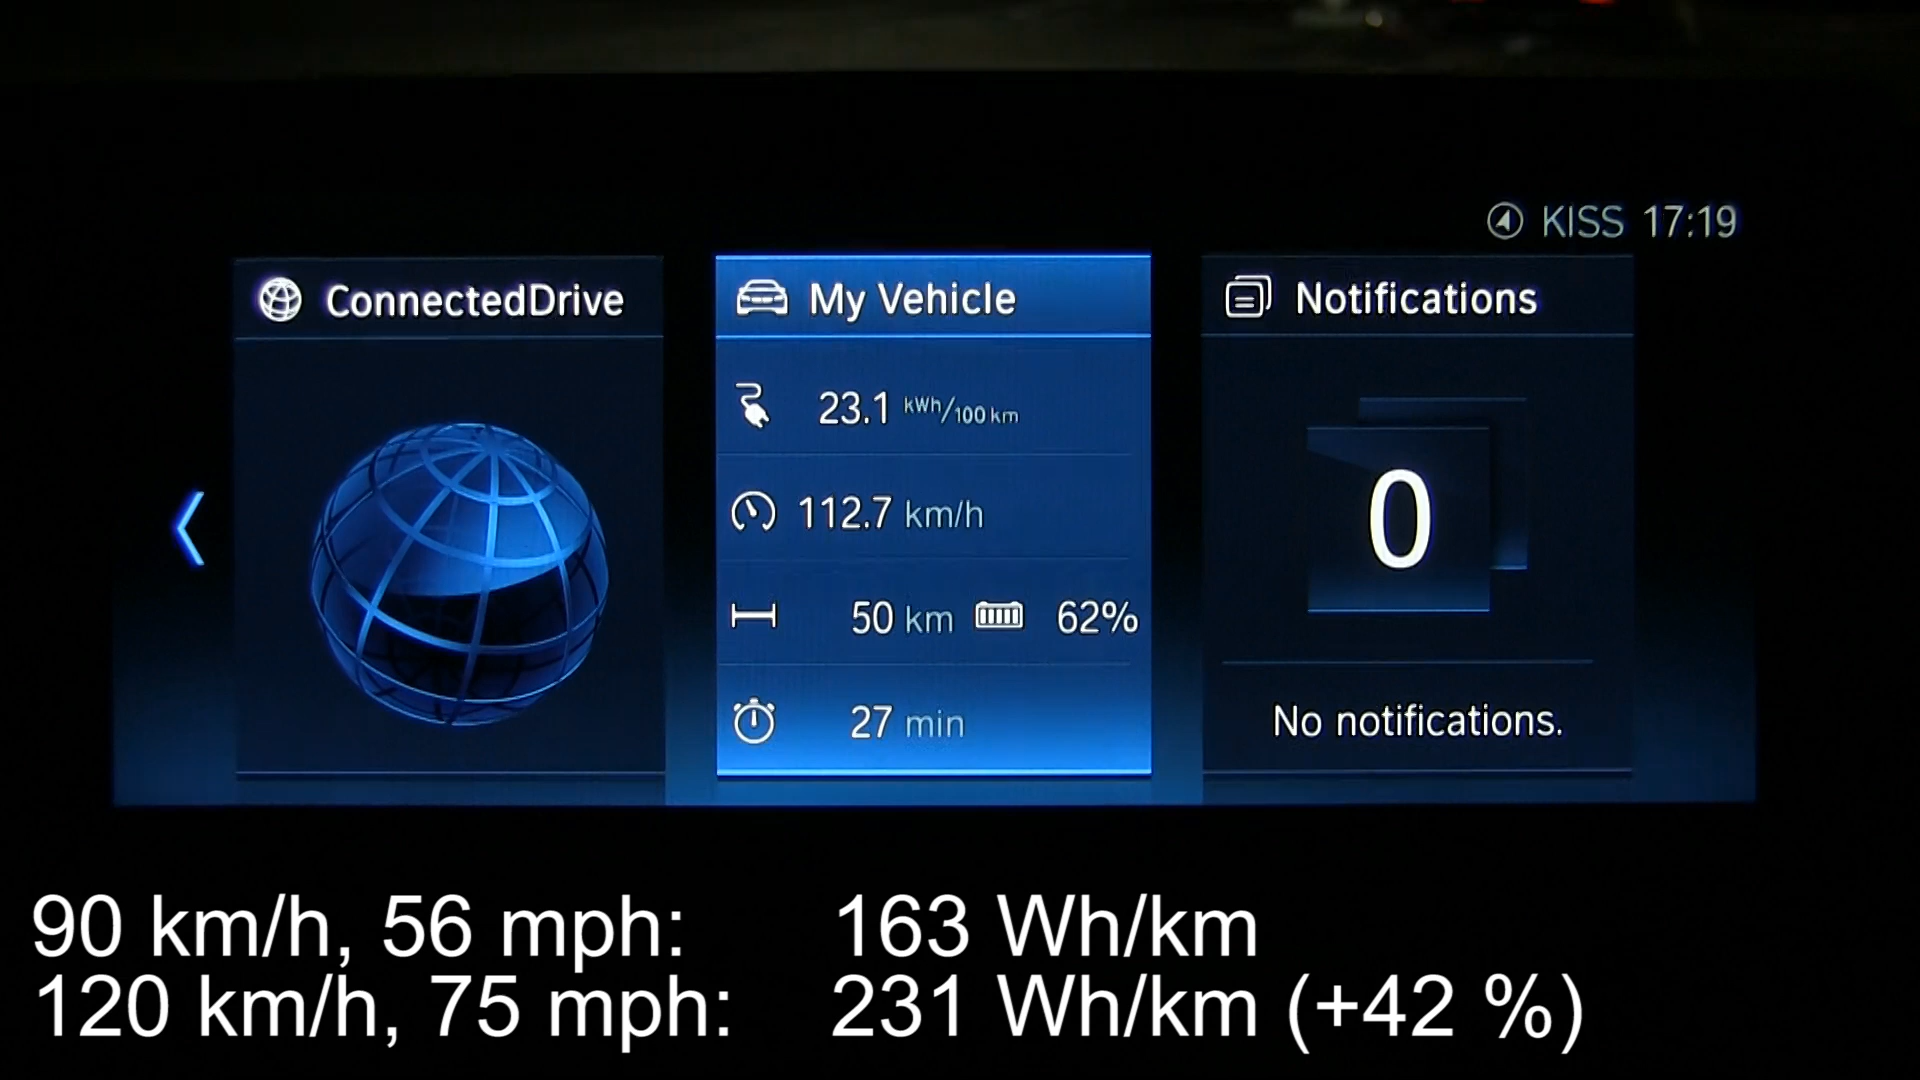 KISS 17:19
ConnectedDrive
My Vehicle
23.1 kWh/100 km
112.7 km/h
50 km 62%
27 min
Notifications
0
No notifications.
90 km/h, 56 mph: 163 Wh/km
120 km/h, 75 mph: 231 Wh/km (+42 %)